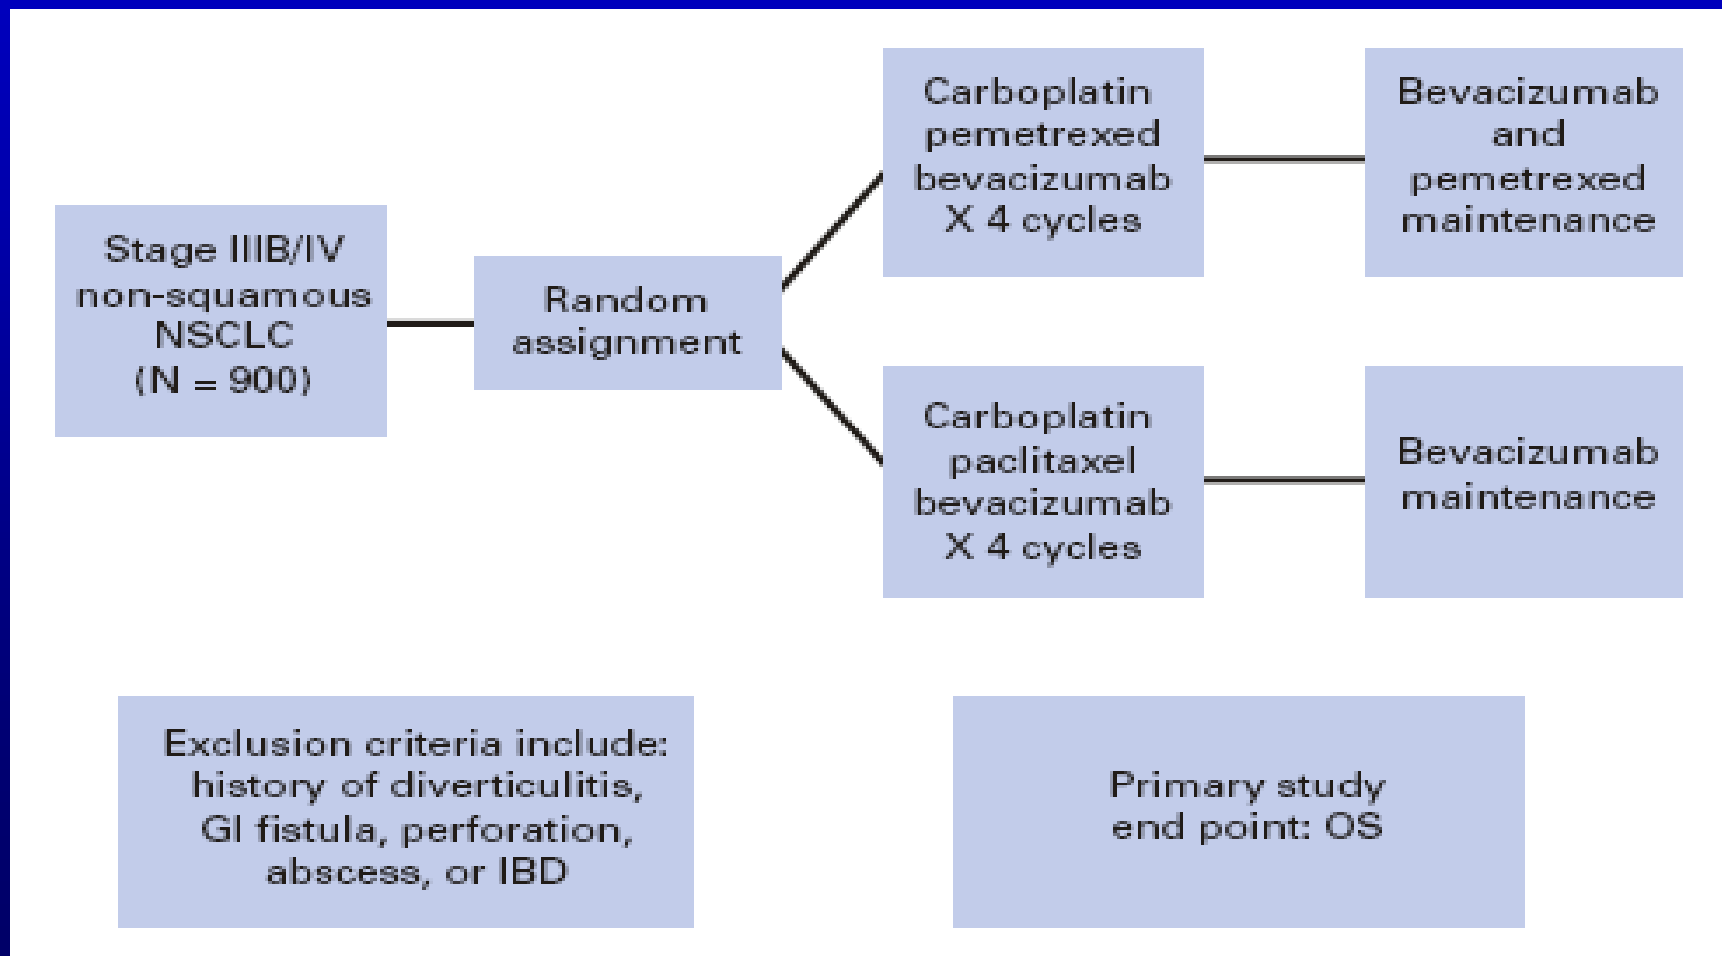 Stage IIIB/IV
non-squamous
NSCLC
(N = 900)
Random
assignment
Carboplatin
pemetrexed
bevacizumab
X 4 cycles
Bevacizumab
and
pemetrexed
maintenance
Carboplatin
paclitaxel
bevacizumab
X 4 cycles
Bevacizumab
maintenance
Exclusion criteria include:
history of diverticulitis,
GI fistula, perforation,
abscess, or IBD
Primary study
end point: OS